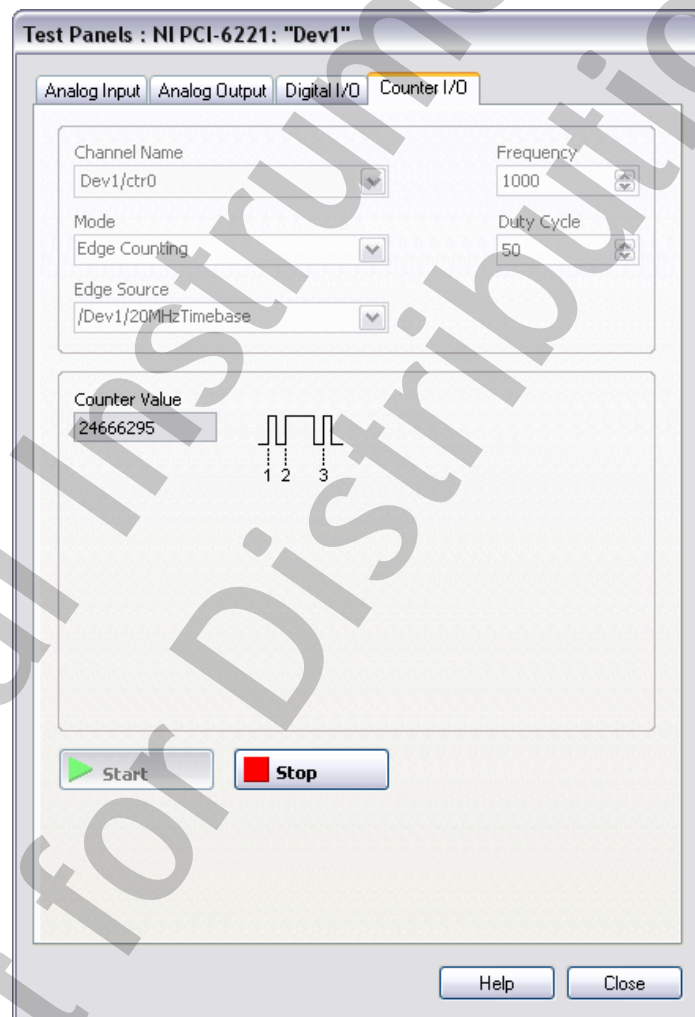 Test Panels : NI PCI-6221: "Dev1"
Analog Input Analog Output Digital I/O Counter I/O
Channel Name Frequency
Dev1/ctr0 1000
Mode Duty Cycle
Edge Counting 50
Edge Source
/Dev1/20MHzTimebase
Counter Value
24666295
1 2 3
Start Stop
Help Close
for Distribution